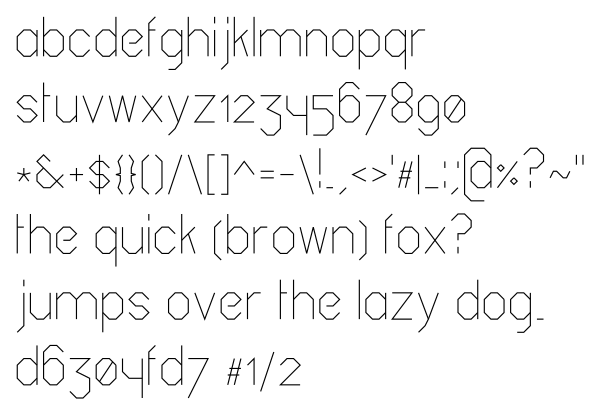 abcdefghijklmnopqr
stuvwxyz1234567890
*&+${}()/\[]^=-\!.,<>'#|_:;@%?~"
the quick (brown) fox?
jumps over the lazy dog.
d6304fd7 #1/2